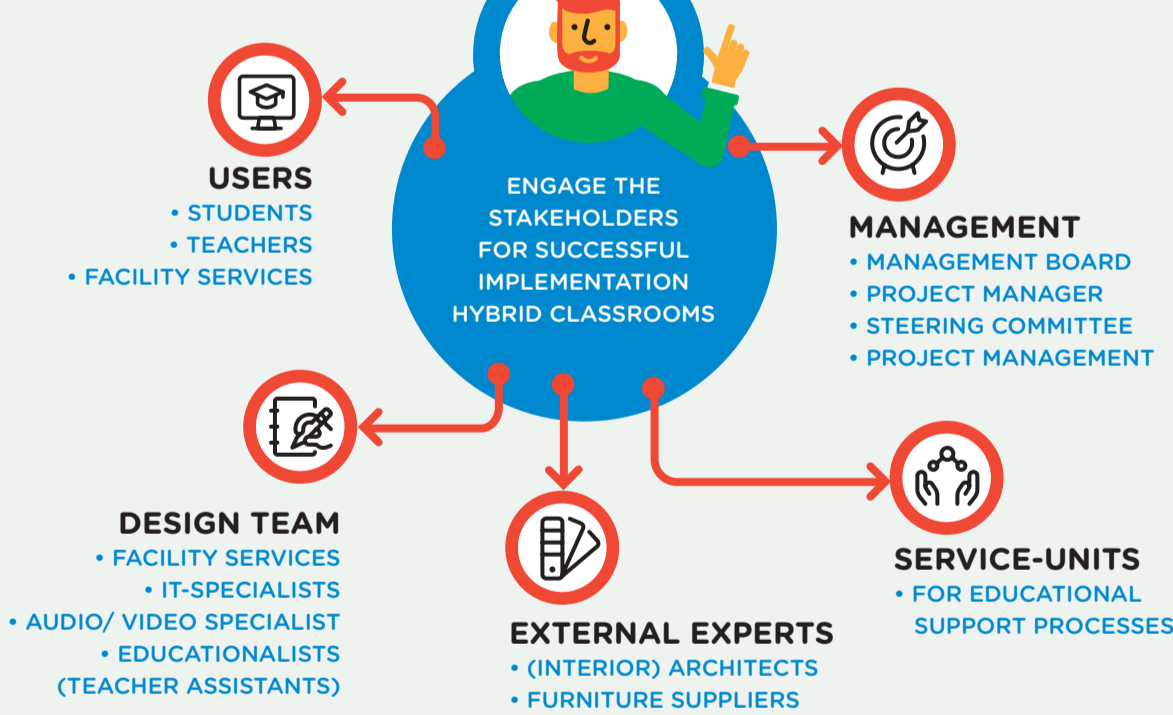 ENGAGE THE
STAKEHOLDERS
FOR SUCCESSFUL
IMPLEMENTATION
HYBRID CLASSROOMS
USERS
• STUDENTS
• TEACHERS
• FACILITY SERVICES
MANAGEMENT
• MANAGEMENT BOARD
• PROJECT MANAGER
• STEERING COMMITTEE
• PROJECT MANAGEMENT
DESIGN TEAM
• FACILITY SERVICES
• IT-SPECIALISTS
• AUDIO/ VIDEO SPECIALIST
• EDUCATIONALISTS
(TEACHER ASSISTANTS)
EXTERNAL EXPERTS
• (INTERIOR) ARCHITECTS
• FURNITURE SUPPLIERS
SERVICE-UNITS
• FOR EDUCATIONAL
SUPPORT PROCESSES